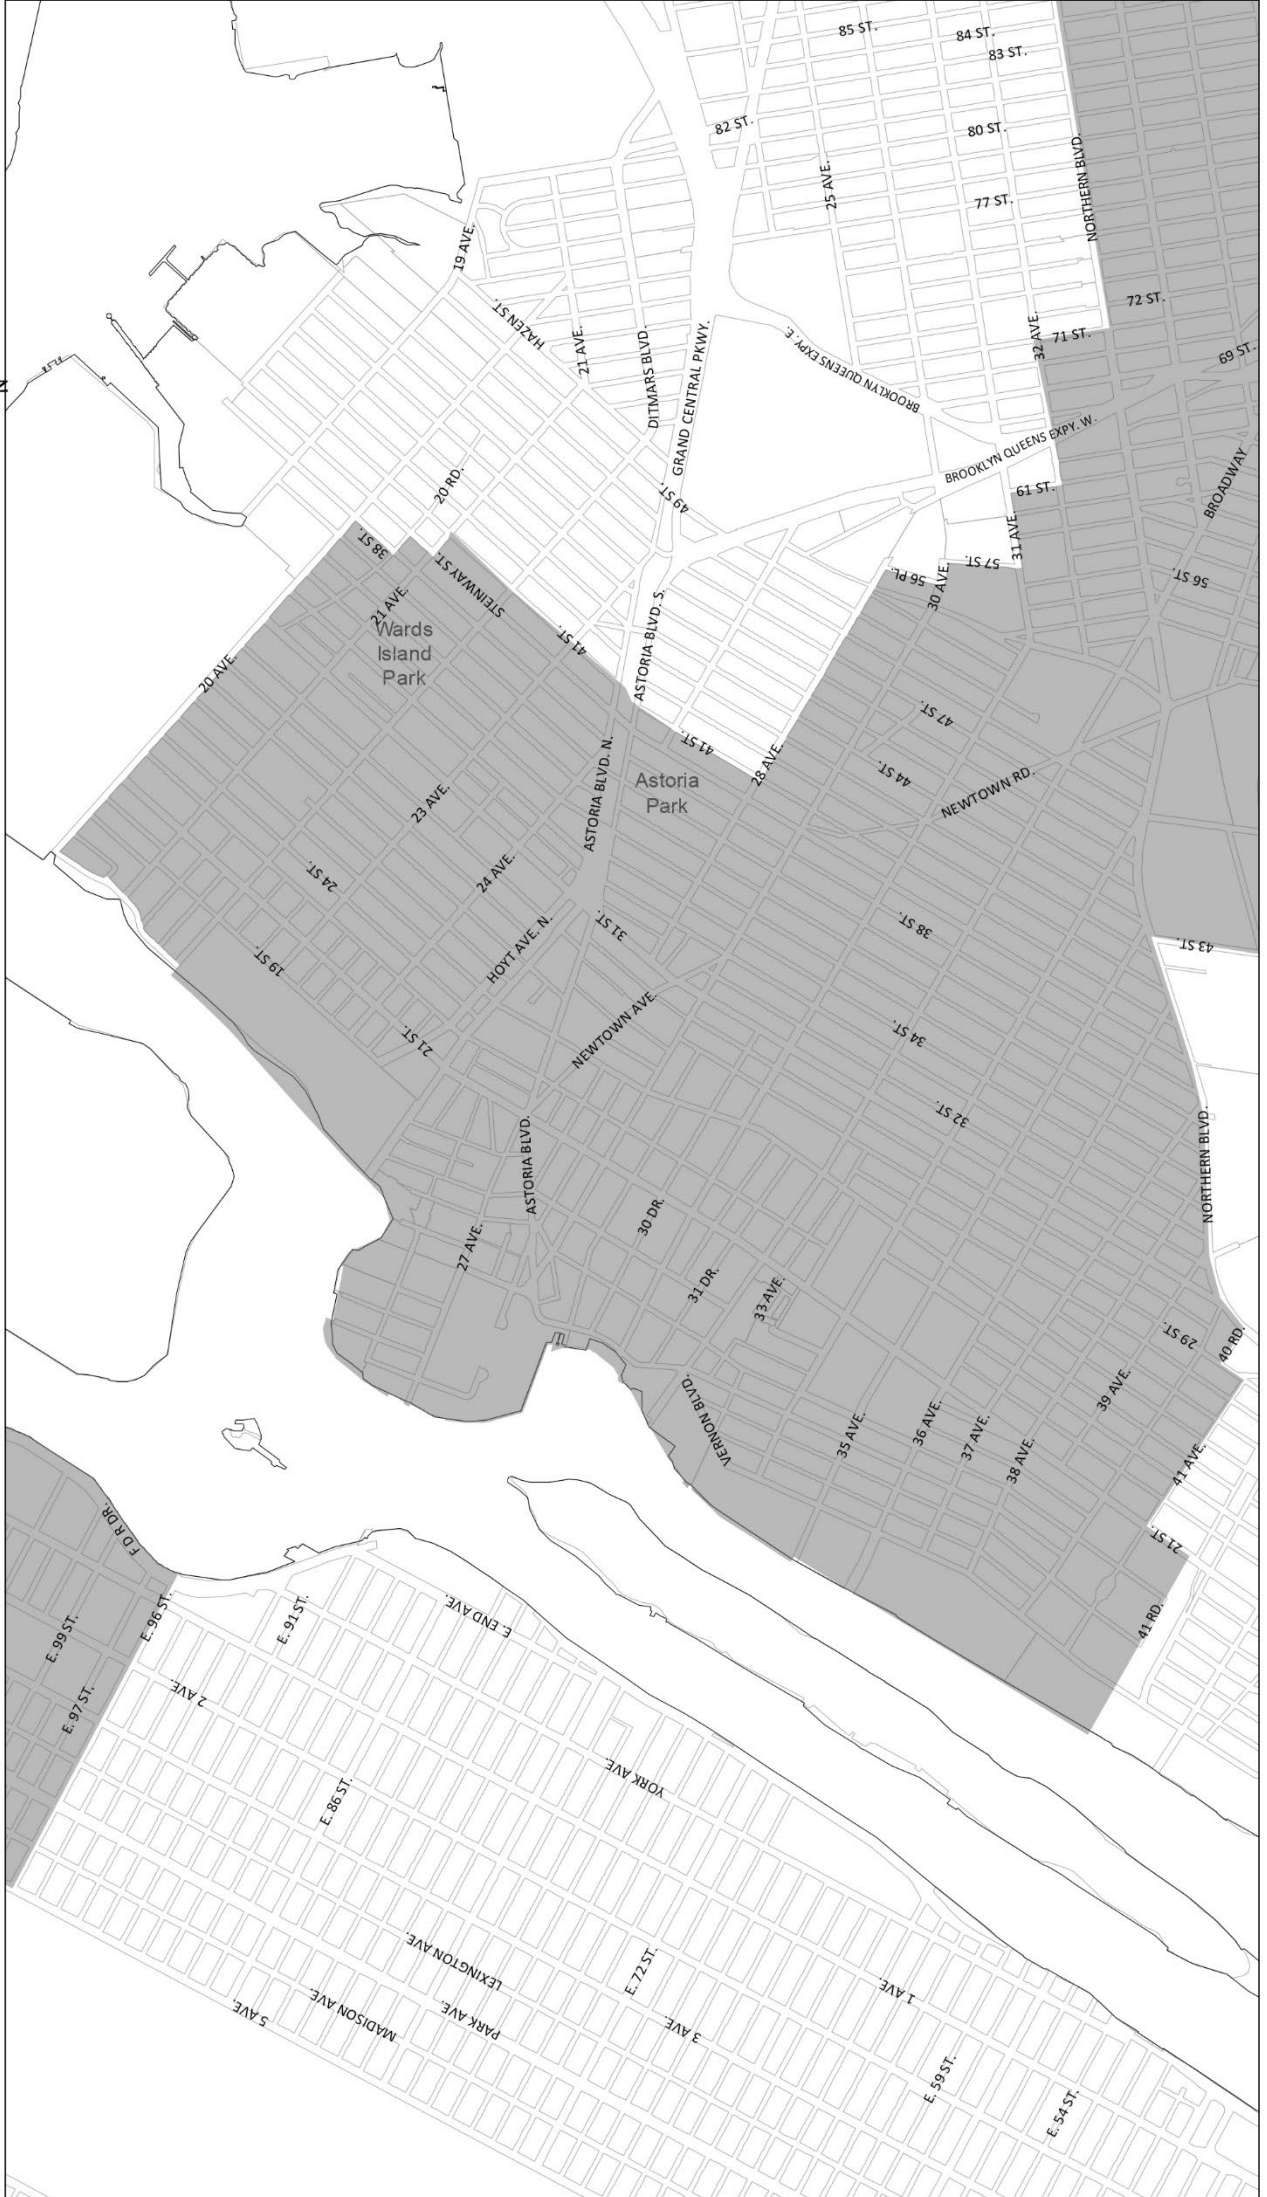 85 ST.
84 ST.
83 ST.
82 ST.
80 ST.
NORTHERN BLVD.
25 AVE.
77 ST.
19 AVE.
72 ST.
HAZEN ST.
21 AVE.
DITMARS BLVD.
GRAND CENTRAL PKWY.
BROOKLYN QUEENS EXPY. E.
32 AVE.
71 ST.
69 ST.
N
BROOKLYN QUEENS EXPY. W.
20 RD.
49 ST.
61 ST.
BROADWAY
31 AVE.
38 ST.
STEINWAY ST.
57 ST.
56 PL.
30 AVE.
56 ST.
21 AVE.
Wards
Island
Park
41 ST.
ASTORIA BLVD. S.
20 AVE.
47 ST.
41 ST.
28 AVE.
44 ST.
Astoria
Park
NEWTOWN RD.
ASTORIA BLVD. N.
23 AVE.
24 AVE.
24 ST.
31 ST.
38 ST.
43 ST.
HOYT AVE. N.
19 ST.
21 ST.
NEWTOWN AVE.
34 ST.
32 ST.
ASTORIA BLVD.
NORTHERN BLVD.
30 DR.
27 AVE.
31 DR.
33 AVE.
29 ST.
40 RD.
39 AVE.
VERNON BLVD.
35 AVE.
36 AVE.
37 AVE.
38 AVE.
41 AVE.
21 ST.
F D R DR.
E. 96 ST.
E. 91 ST.
E. END AVE.
E. 99 ST.
41 RD.
E. 97 ST.
2 AVE.
YORK AVE.
E. 86 ST.
LEXINGTON AVE.
E. 72 ST.
1 AVE.
5 AVE.
MADISON AVE.
PARK AVE.
3 AVE.
E. 59 ST.
E. 54 ST.